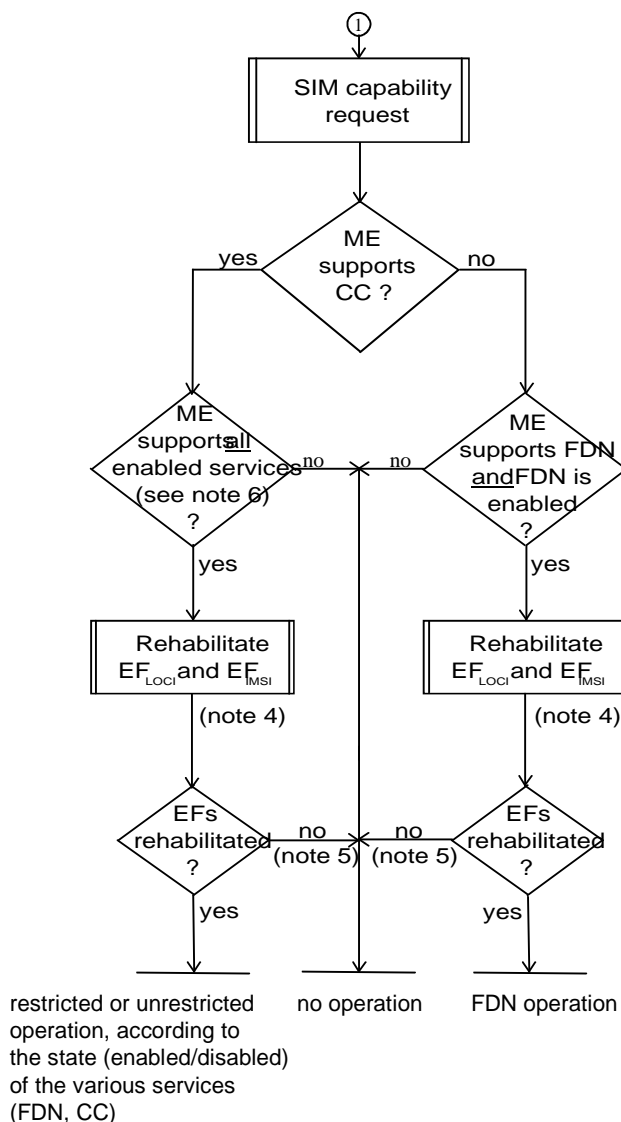 1
SIM capability
request
ME
supports
CC ?
yes
no
ME
supports all
enabled services
(see note 6)
?
no
no
ME
supports FDN
and FDN is
enabled
?
yes
yes
Rehabilitate
EFLOCI and EFIMSI
Rehabilitate
EFLOCI and EFIMSI
(note 4)
(note 4)
EFs
rehabilitated
?
no
(note 5)
no
(note 5)
EFs
rehabilitated
?
yes
yes
restricted or unrestricted
operation, according to
the state (enabled/disabled)
of the various services
(FDN, CC)
no operation
FDN operation